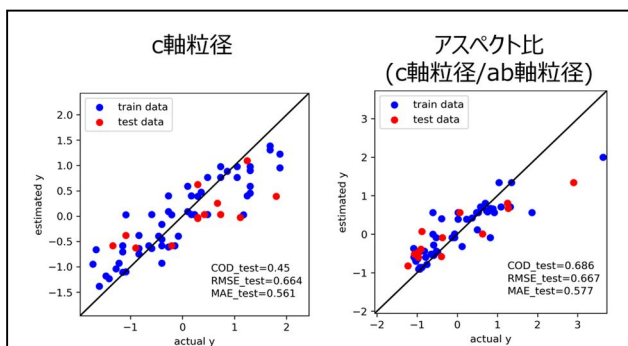 c軸粒径
2.0
1.5
1.0
0.5
0.0
−0.5
−1.0
−1.5
estimated y
train data
test data
COD_test=0.45
RMSE_test=0.664
MAE_test=0.561
−1
0
1
2
actual y
アスペクト比
(c軸粒径/ab軸粒径)
3
2
1
0
−1
−2
estimated y
train data
test data
COD_test=0.686
RMSE_test=0.667
MAE_test=0.577
−2
−1
0
1
2
3
actual y